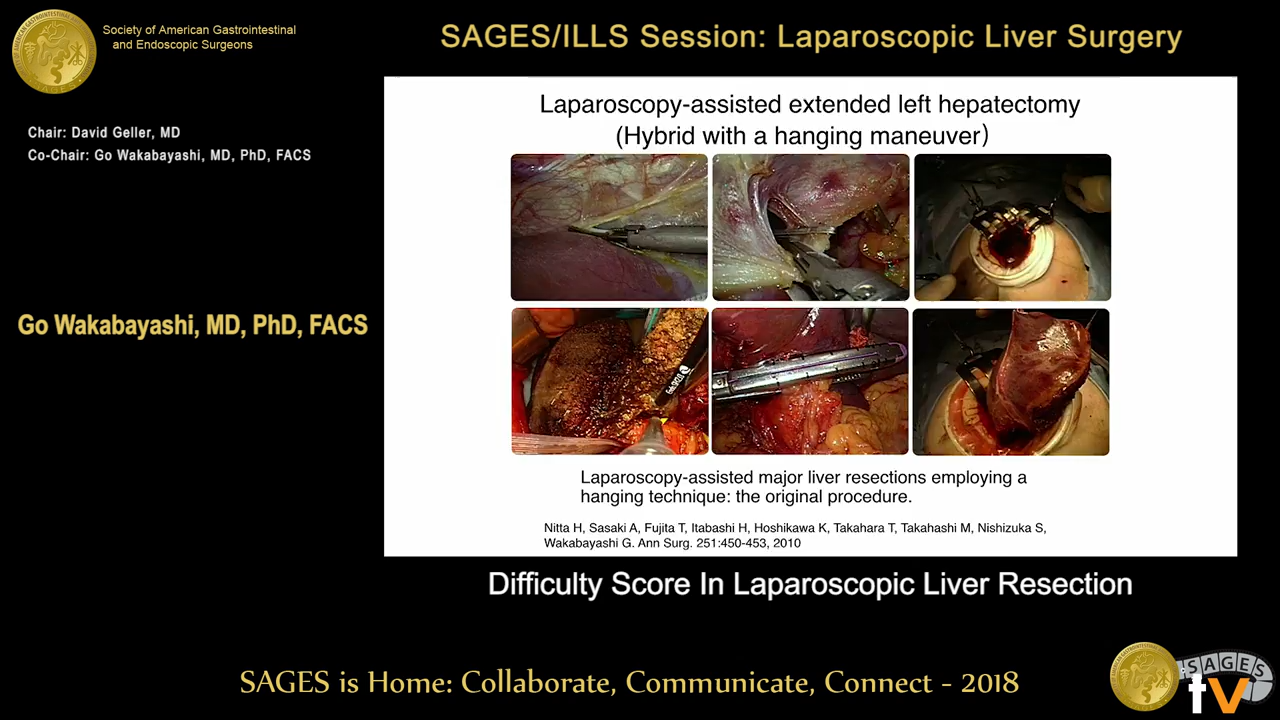 Society of American Gastrointestinal
and Endoscopic Surgeons
SAGES/ILLS Session: Laparoscopic Liver Surgery
Chair: David Geller, MD
Co-Chair: Go Wakabayashi, MD, PhD, FACS
Go Wakabayashi, MD, PhD, FACS
Laparoscopy-assisted extended left hepatectomy
(Hybrid with a hanging maneuver)
Laparoscopy-assisted major liver resections employing a
hanging technique: the original procedure.
Nitta H, Sasaki A, Fujita T, Itabashi H, Hoshikawa K, Takahara T, Takahashi M, Nishizuka S,
Wakabayashi G. Ann Surg. 251:450-453, 2010
Difficulty Score In Laparoscopic Liver Resection
SAGES is Home: Collaborate, Communicate, Connect - 2018
SAGES
tv